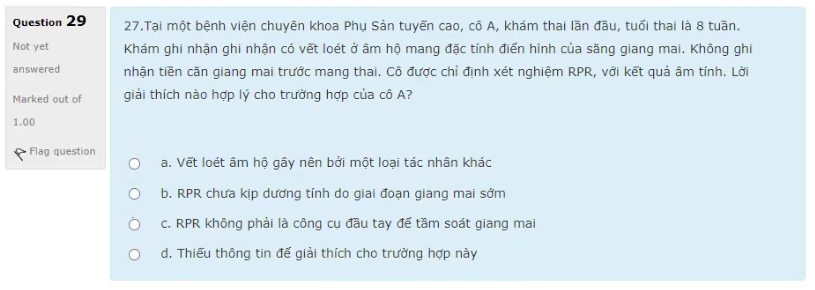 Question 29
Not yet
answered
Marked out of
1.00
Flag question
27.Tại một bệnh viện chuyên khoa Phụ Sản tuyến cao, cô A, khám thai lần đầu, tuổi thai là 8 tuần.
Khám ghi nhận ghi nhận có vết loét ở âm hộ mang đặc tính điển hình của săng giang mai. Không ghi
nhận tiền căn giang mai trước mang thai. Cô được chỉ định xét nghiệm RPR, với kết quả âm tính. Lời
giải thích nào hợp lý cho trường hợp của cô A?
a. Vết loét âm hộ gây nên bởi một loại tác nhân khác
b. RPR chưa kịp dương tính do giai đoạn giang mai sớm
c. RPR không phải là công cụ đầu tay để tầm soát giang mai
d. Thiếu thông tin để giải thích cho trường hợp này